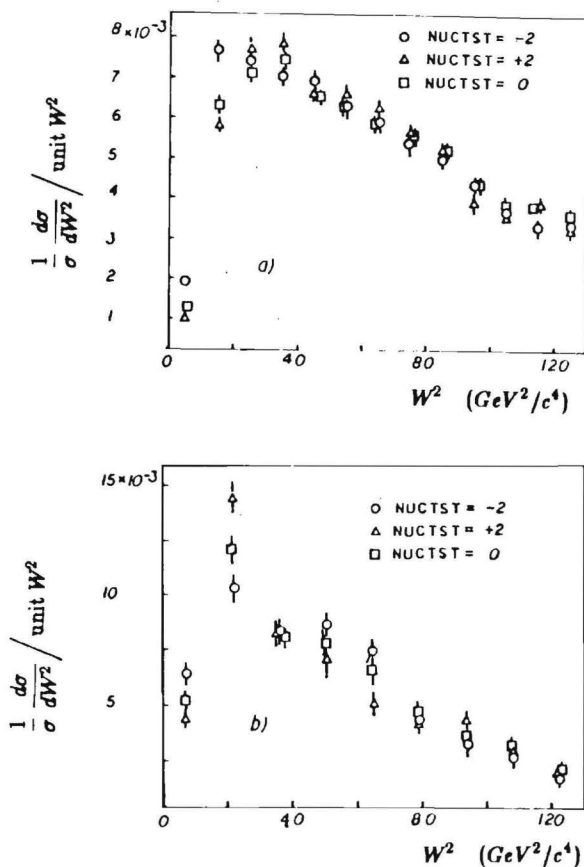 8×10⁻³
7
6
5
4
3
2
1
0
40
80
120
○ NUCTST= -2
△ NUCTST= +2
□ NUCTST= 0
a)
1/σ dσ/dW² / unit W²
W² (GeV²/c⁴)
15×10⁻³
10
5
0
40
80
120
○ NUCTST= -2
△ NUCTST= +2
□ NUCTST= 0
b)
1/σ dσ/dW² / unit W²
W² (GeV²/c⁴)